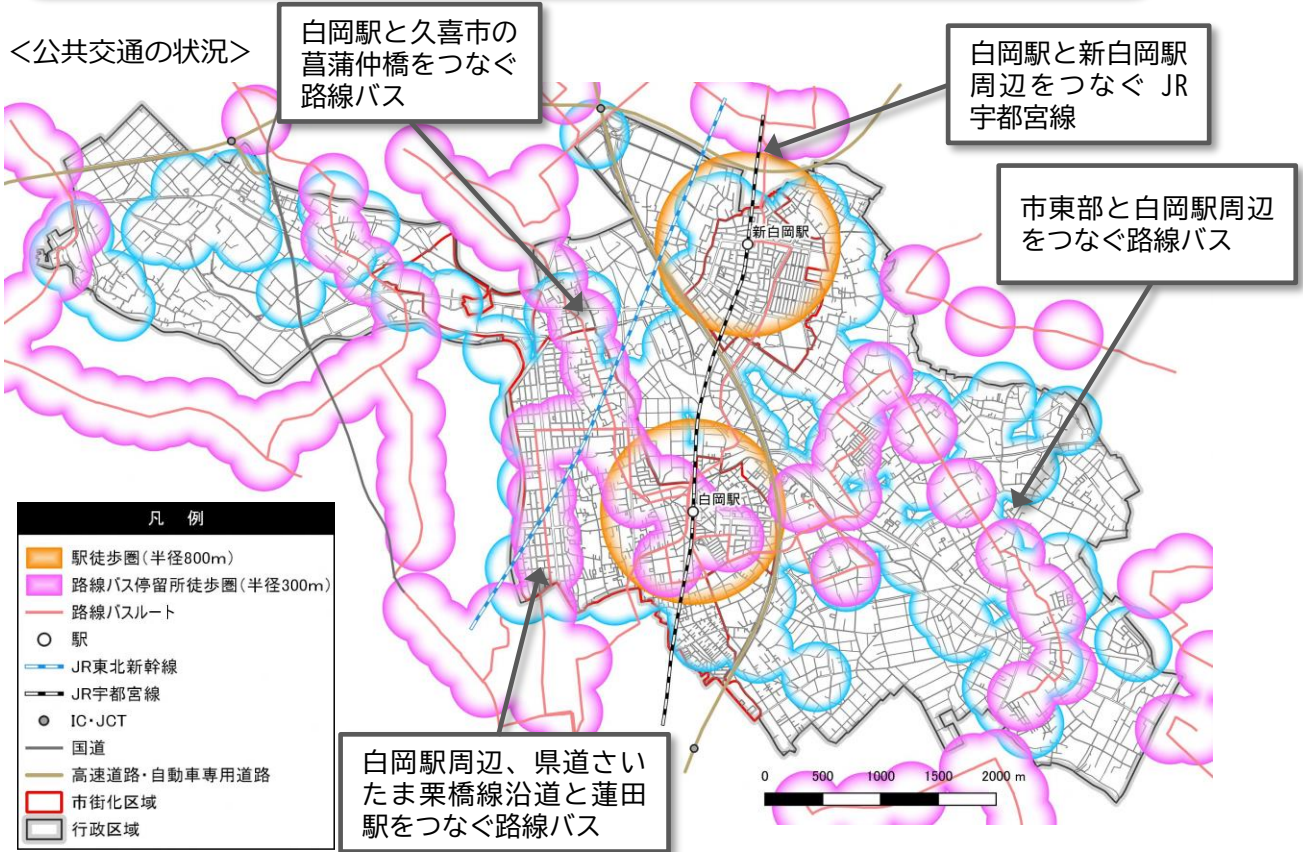 <公共交通の状況>
白岡駅と久喜市の
菖蒲仲橋をつなぐ
路線バス
白岡駅と新白岡駅
周辺をつなぐ JR
宇都宮線
市東部と白岡駅周辺
をつなぐ路線バス
新白岡駅
白岡駅
凡 例
駅徒歩圏(半径800m)
路線バス停留所徒歩圏(半径300m)
路線バスルート
駅
JR東北新幹線
JR宇都宮線
IC・JCT
国道
高速道路・自動車専用道路
市街化区域
行政区域
白岡駅周辺、県道さい
たま栗橋線沿道と蓮田
駅をつなぐ路線バス
0 500 1000 1500 2000 m